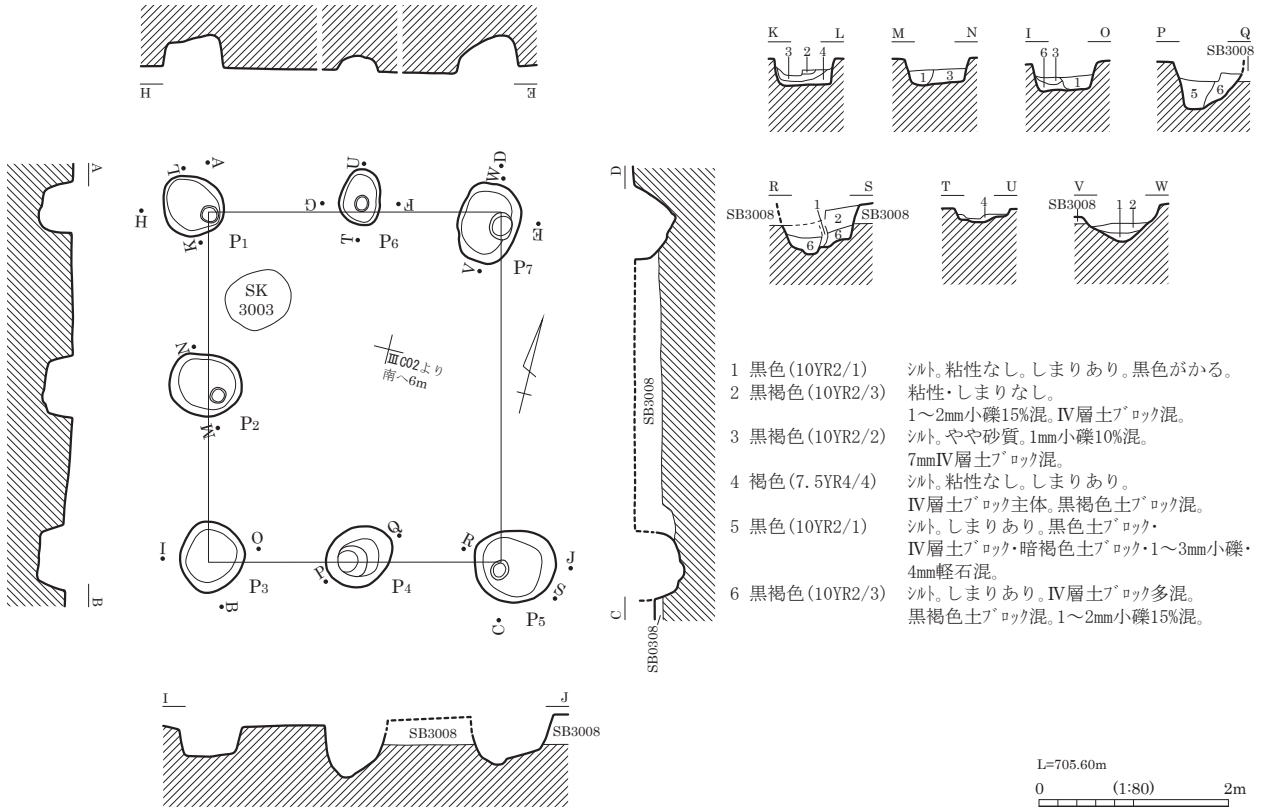 H E
K L M N I O P Q
3 2 4 1 3 6 3 1 5 6
SB3008
A
L A U W D
H G F E
K P1 T P6 V P7
SK
3003
ⅢC02より
南へ6m
N
P2
M
I O Q R J
P3 P P4 P5 S
B C
B
D
SB3008
C
SB0308
R S T U V W
SB3008 1 2 6 6 SB3008 4 SB3008 1 2
1 黒色(10YR2/1) シルト。粘性なし。しまりあり。黒色がかる。
2 黒褐色(10YR2/3) 粘性・しまりなし。
1～2mm小礫15%混。Ⅳ層土ブロック混。
3 黒褐色(10YR2/2) シルト。やや砂質。1mm小礫10%混。
7mmⅣ層土ブロック混。
4 褐色(7.5YR4/4) シルト。粘性なし。しまりあり。
Ⅳ層土ブロック主体。黒褐色土ブロック混。
5 黒色(10YR2/1) シルト。しまりあり。黒色土ブロック・
Ⅳ層土ブロック・暗褐色土ブロック・1～3mm小礫・
4mm軽石混。
6 黒褐色(10YR2/3) シルト。しまりあり。Ⅳ層土ブロック多混。
黒褐色土ブロック混。1～2mm小礫15%混。
I J
SB3008 SB3008
L=705.60m
0 (1:80) 2m